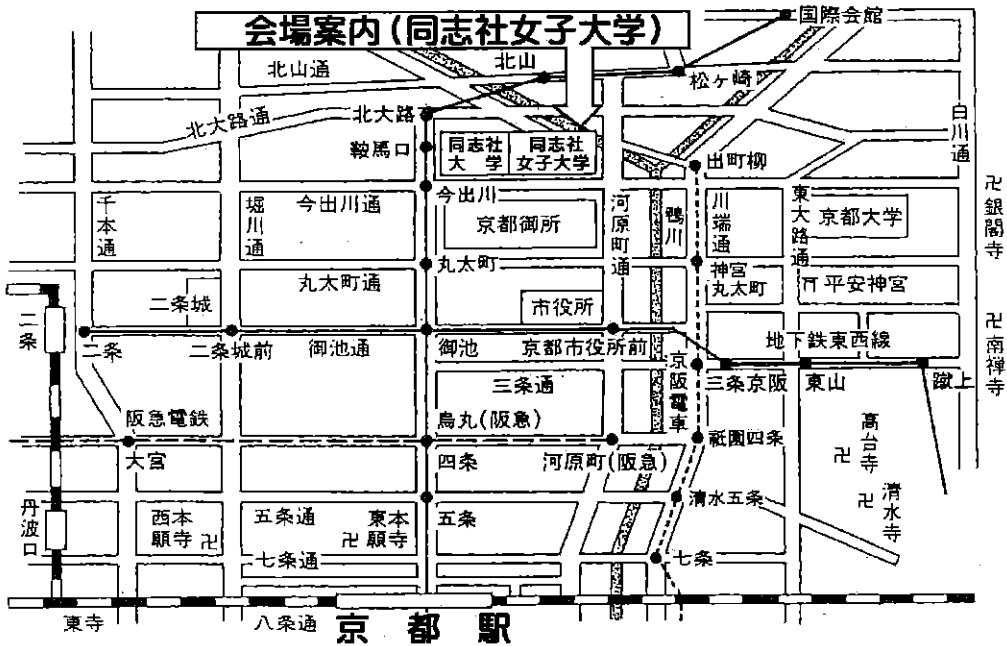 国際会館
会場案内(同志社女子大学)
北山
北山通
松ヶ崎
北大路通
北大路
白川通
鞍馬口
同志社
大 学
同志社
女子大学
出町柳
今出川
千本通
堀川通
今出川通
京都御所
河原町通
鴨川
川端通
東大路通
京都大学
卍銀閣寺
丸太町
神宮
丸太町
丸太町通
平安神宮
二条城
市役所
二条
二条
二条城前
御池通
御池
京都市役所前
地下鉄東西線
卍南禅寺
三条通
京阪電車
三条京阪
東山
蹴上
阪急電鉄
烏丸(阪急)
大宮
四条
河原町(阪急)
祇園四条
高台寺
卍
清水寺
卍
丹波口
西本
願寺
卍
五条通
東本
願寺
卍
五条
清水五条
七条通
七条
東寺
八条通
京都駅